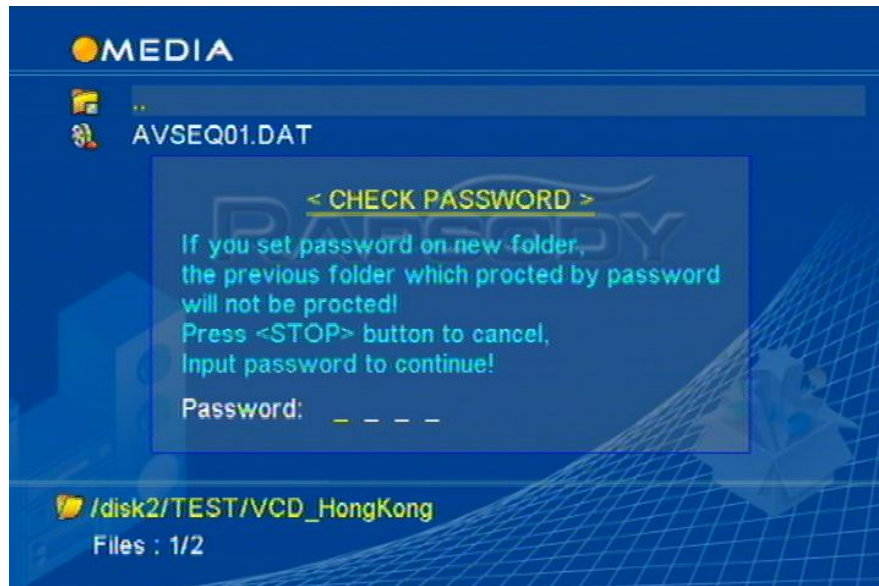 MEDIA
..
AVSEQ01.DAT
RAPSODY
< CHECK PASSWORD >
If you set password on new folder,
the previous folder which procted by password
will not be procted!
Press <STOP> button to cancel,
Input password to continue!
Password: _ _ _ _
/disk2/TEST/VCD_HongKong
Files : 1/2